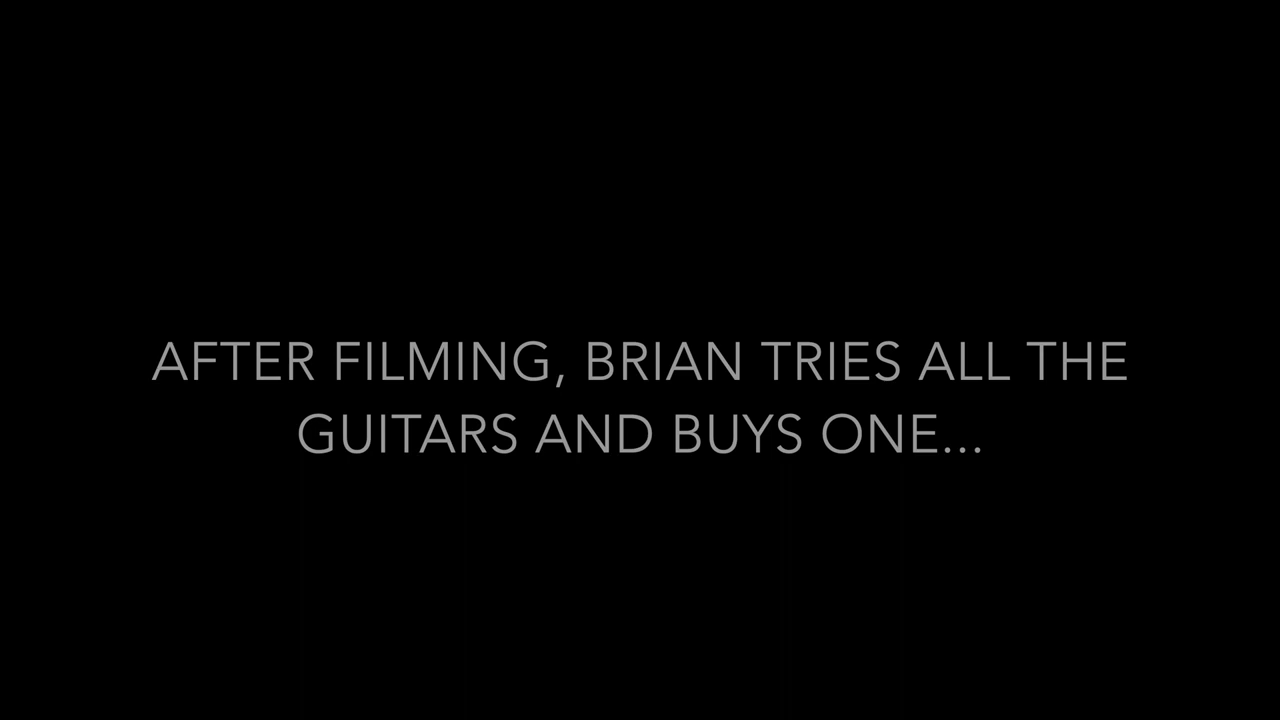 AFTER FILMING, BRIAN TRIES ALL THE
GUITARS AND BUYS ONE...